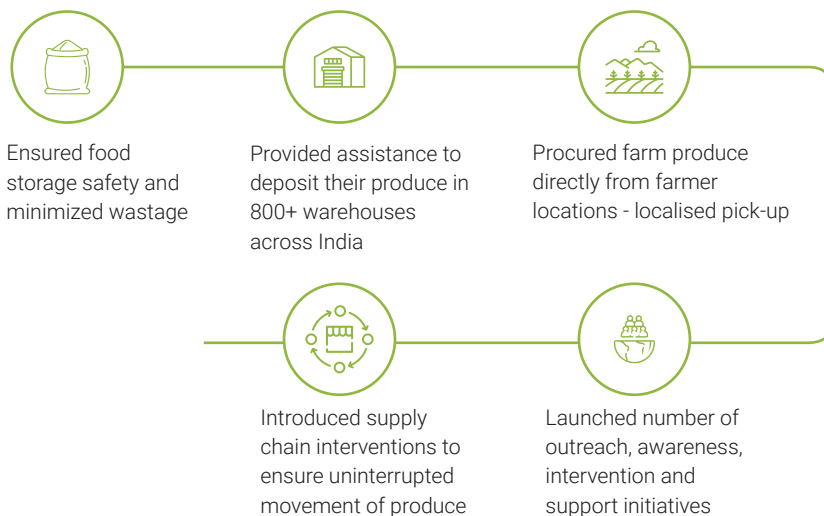 Ensured food
storage safety and
minimized wastage
Provided assistance to
deposit their produce in
800+ warehouses
across India
Procured farm produce
directly from farmer
locations - localised pick-up
Introduced supply
chain interventions to
ensure uninterrupted
movement of produce
Launched number of
outreach, awareness,
intervention and
support initiatives